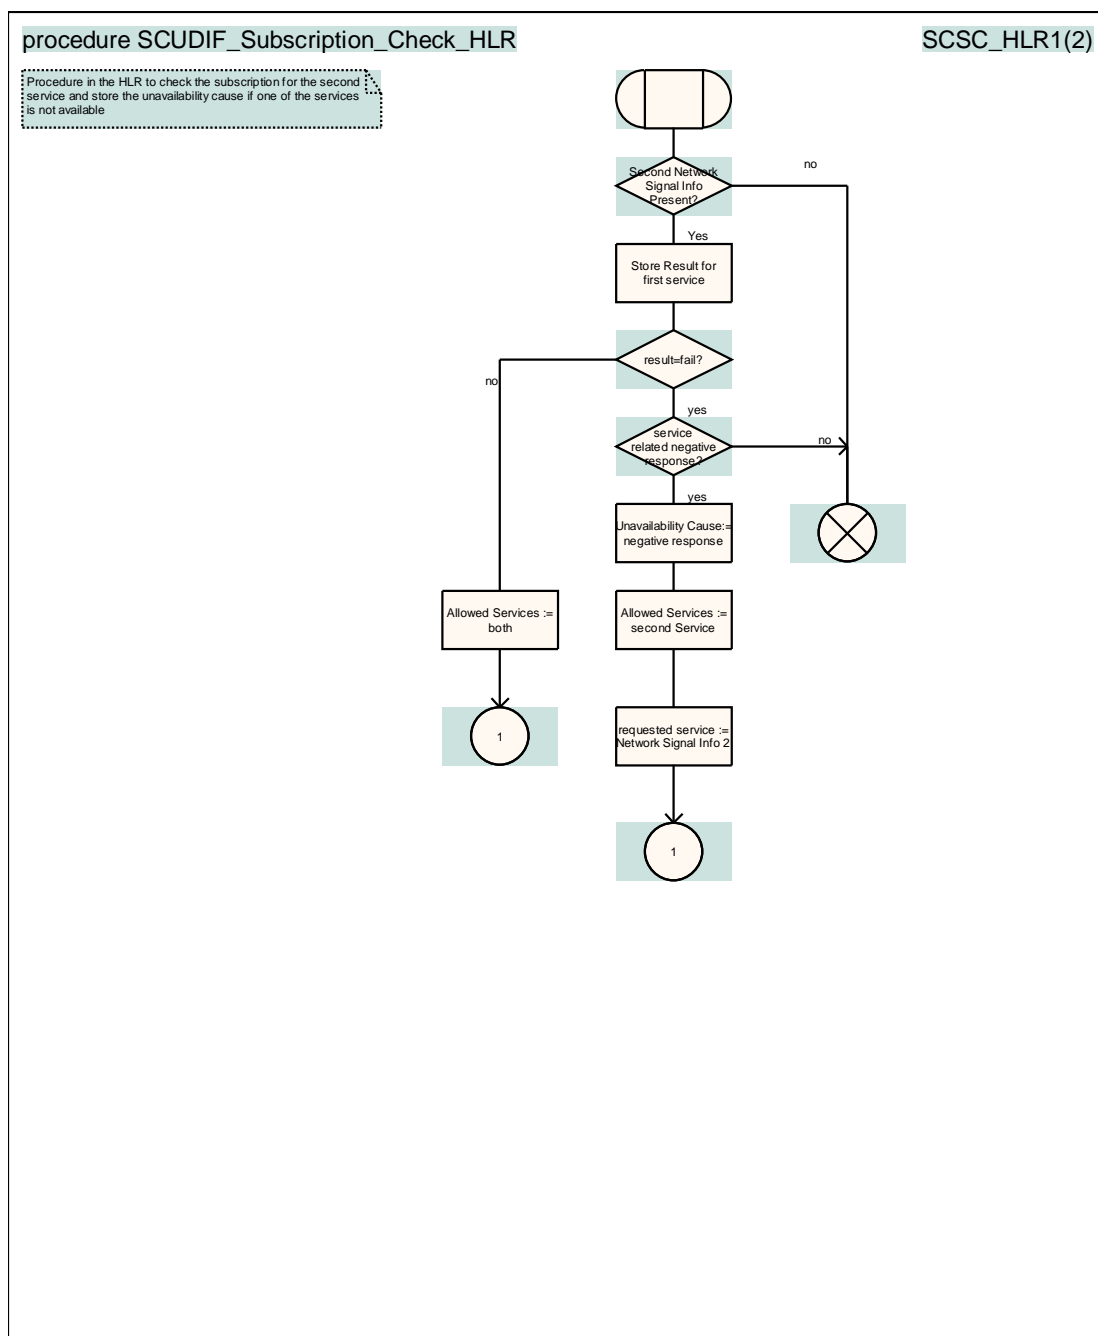 procedure SCUDIF_Subscription_Check_HLR
SCSC_HLR1(2)
Procedure in the HLR to check the subscription for the second
service and store the unavailability cause if one of the services
is not available
no
Second Network
Signal Info
Present?
Yes
Store Result for
first service
result=fail?
no
yes
service
related negative
response?
no
yes
Unavailability Cause:=
negative response
Allowed Services :=
both
Allowed Services :=
second Service
1
requested service :=
Network Signal Info 2
1